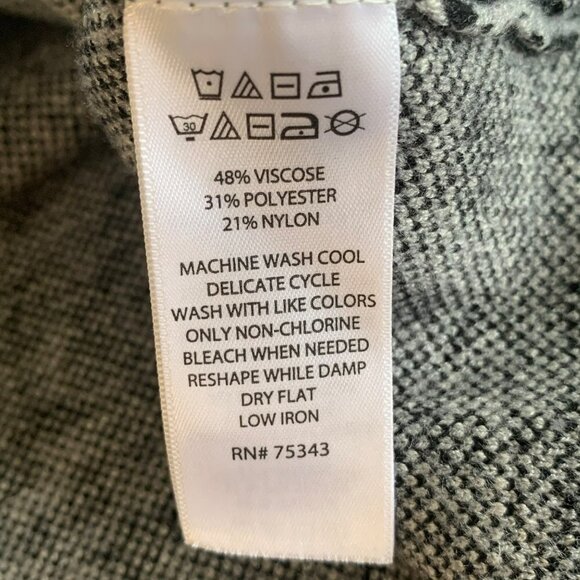 30
48% VISCOSE
31% POLYESTER
21% NYLON
MACHINE WASH COOL
DELICATE CYCLE
WASH WITH LIKE COLORS
ONLY NON-CHLORINE
BLEACH WHEN NEEDED
RESHAPE WHILE DAMP
DRY FLAT
LOW IRON
RN# 75343